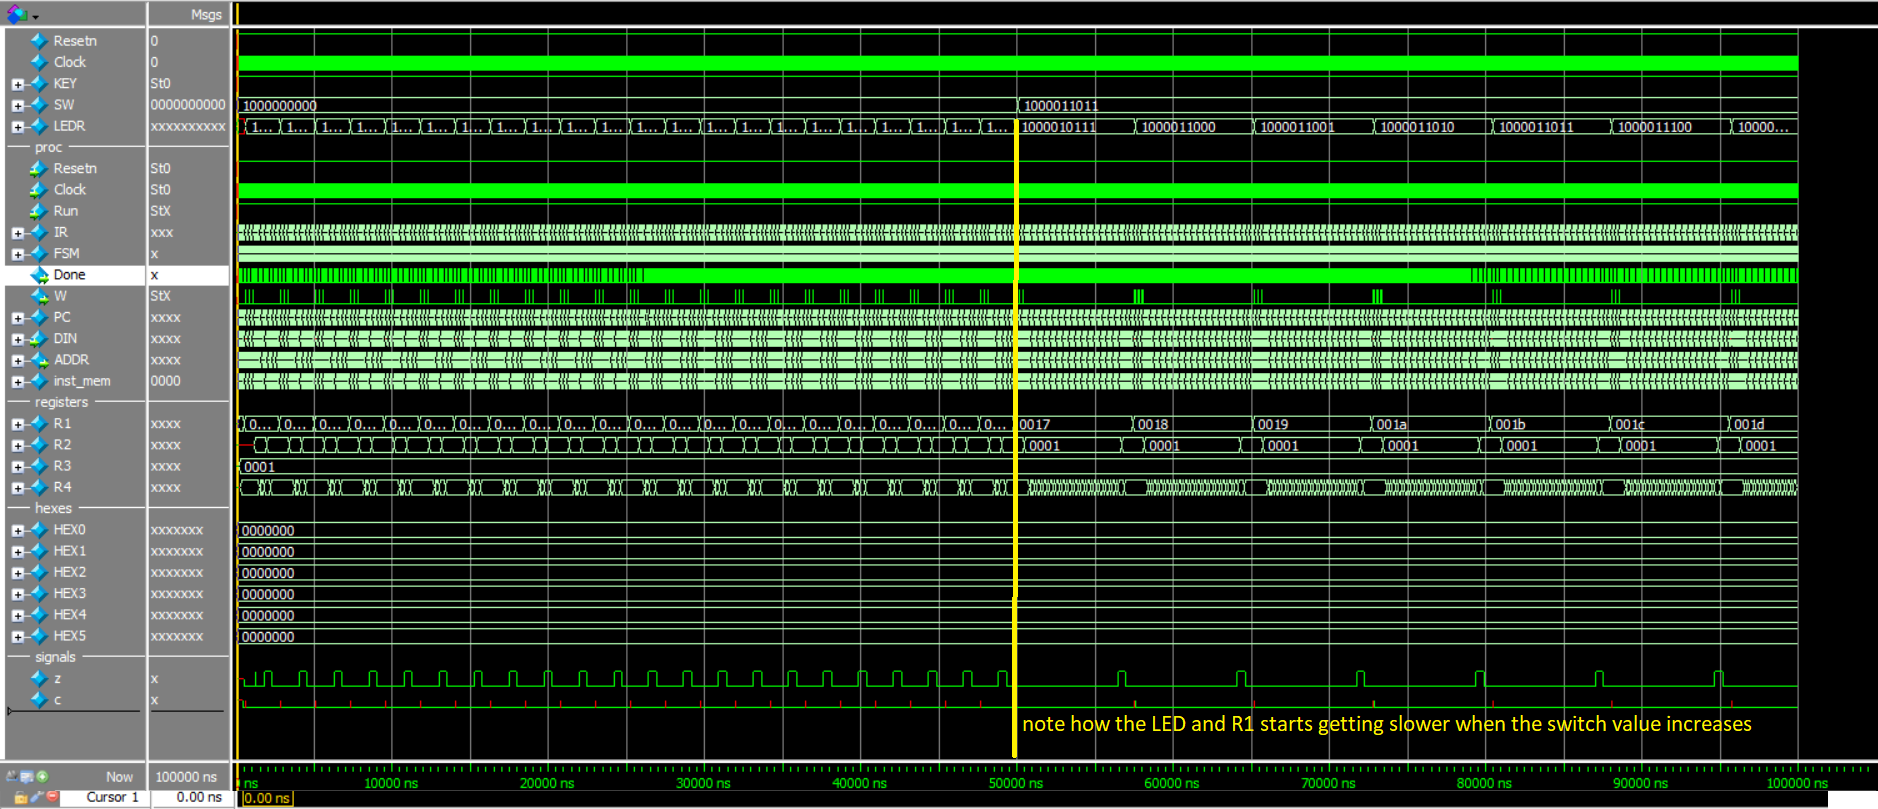 Msgs
Resetn 0
Clock 0
KEY St0
SW 0000000000 1000000000 1000011011
LEDR xxxxxxxxxx 1... 1... 1... 1... 1... 1... 1... 1... 1... 1... 1... 1... 1... 1... 1... 1... 1... 1... 1... 1... 1... 1... 1000010111 1000011000 1000011001 1000011010 1000011011 1000011100 10000...
proc
Resetn St0
Clock St0
Run StX
IR xxx
FSM x
Done x
W StX
PC xxxx
DIN xxxx
ADDR xxxx
inst_mem 0000
registers
R1 xxxx 0... 0... 0... 0... 0... 0... 0... 0... 0... 0... 0... 0... 0... 0... 0... 0... 0... 0... 0... 0... 0... 0... 0017 0018 0019 001a 001b 001c 001d
R2 xxxx 0001 0001 0001 0001 0001 0001 0001
R3 xxxx 0001
R4 xxxx
hexes
HEX0 xxxxxxx 0000000
HEX1 xxxxxxx 0000000
HEX2 xxxxxxx 0000000
HEX3 xxxxxxx 0000000
HEX4 xxxxxxx 0000000
HEX5 xxxxxxx 0000000
signals
z x
c x
note how the LED and R1 starts getting slower when the switch value increases
Now 100000 ns ns 10000 ns 20000 ns 30000 ns 40000 ns 50000 ns 60000 ns 70000 ns 80000 ns 90000 ns 100000 ns
Cursor 1 0.00 ns 0.00 ns